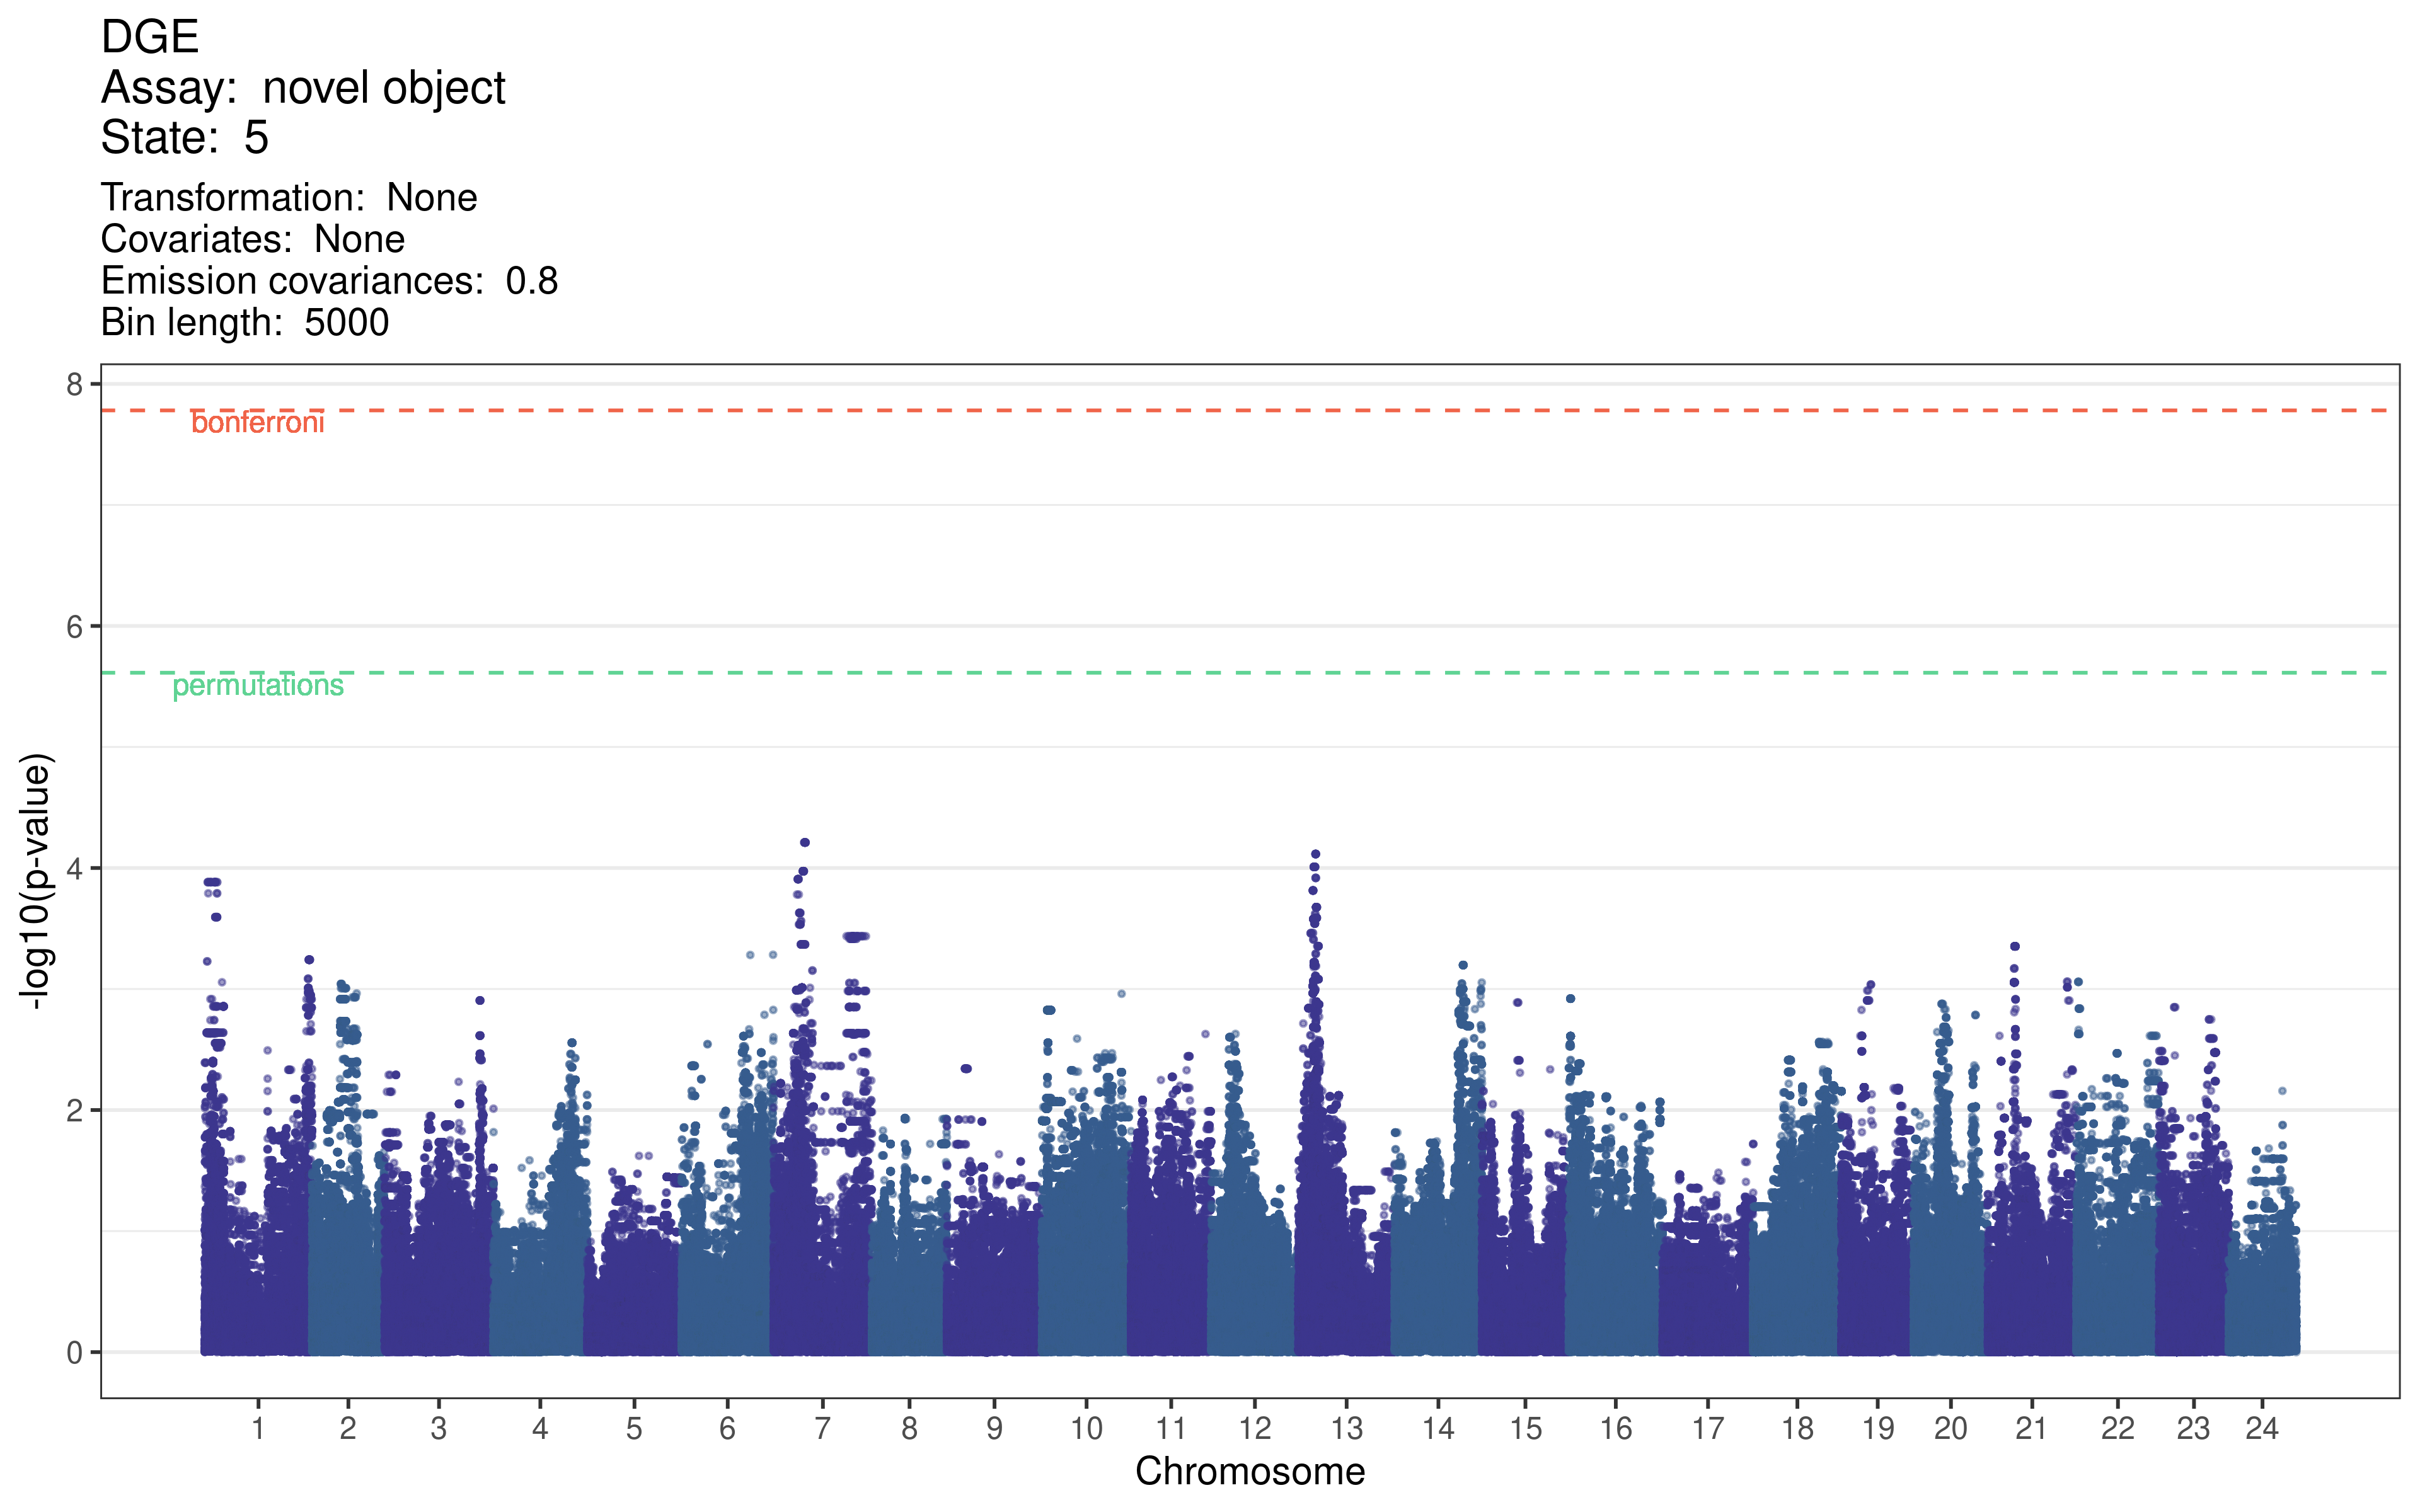 DGE
Assay:  novel object
State:  5
Transformation:  None
Covariates:  None
Emission covariances:  0.8
Bin length:  5000
8
bonferroni
6
permutations
-log10(p-value)
4
2
0
1 2 3 4 5 6 7 8 9 10 11 12 13 14 15 16 17 18 19 20 21 22 23 24
Chromosome